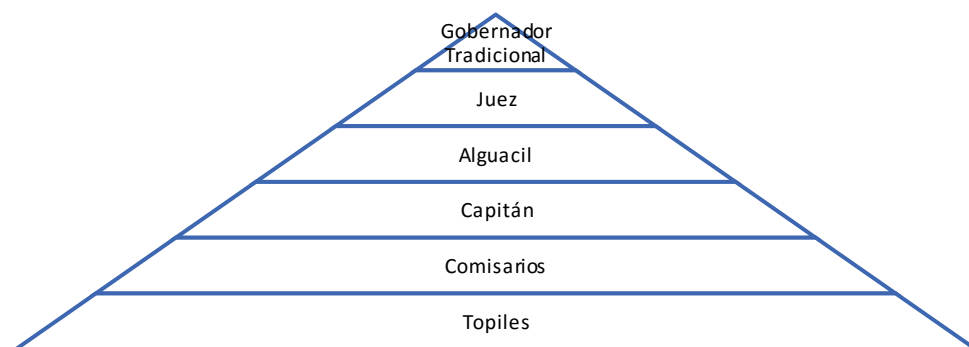 Gobernador
Tradicional
Juez
Alguacil
Capitán
Comisarios
Topiles